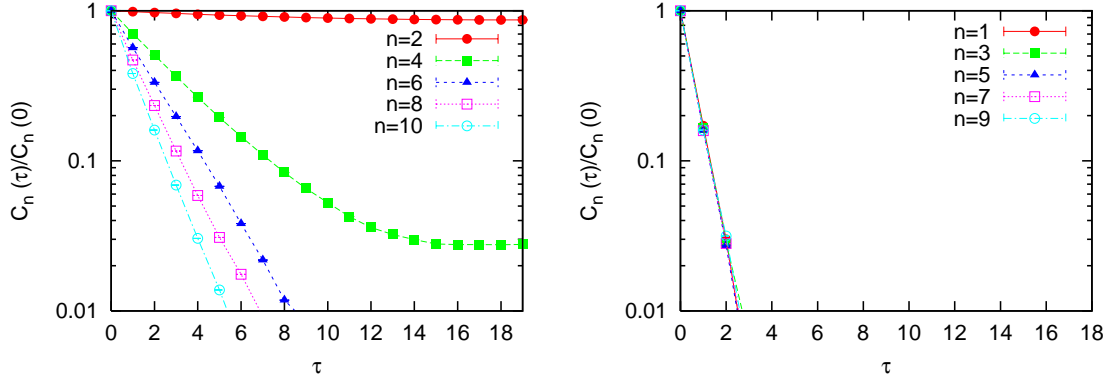 1
0.1
0.01
C_n (τ)/C_n (0)
0 2 4 6 8 10 12 14 16 18
τ
n=2
n=4
n=6
n=8
n=10
1
0.1
0.01
C_n (τ)/C_n (0)
0 2 4 6 8 10 12 14 16 18
τ
n=1
n=3
n=5
n=7
n=9